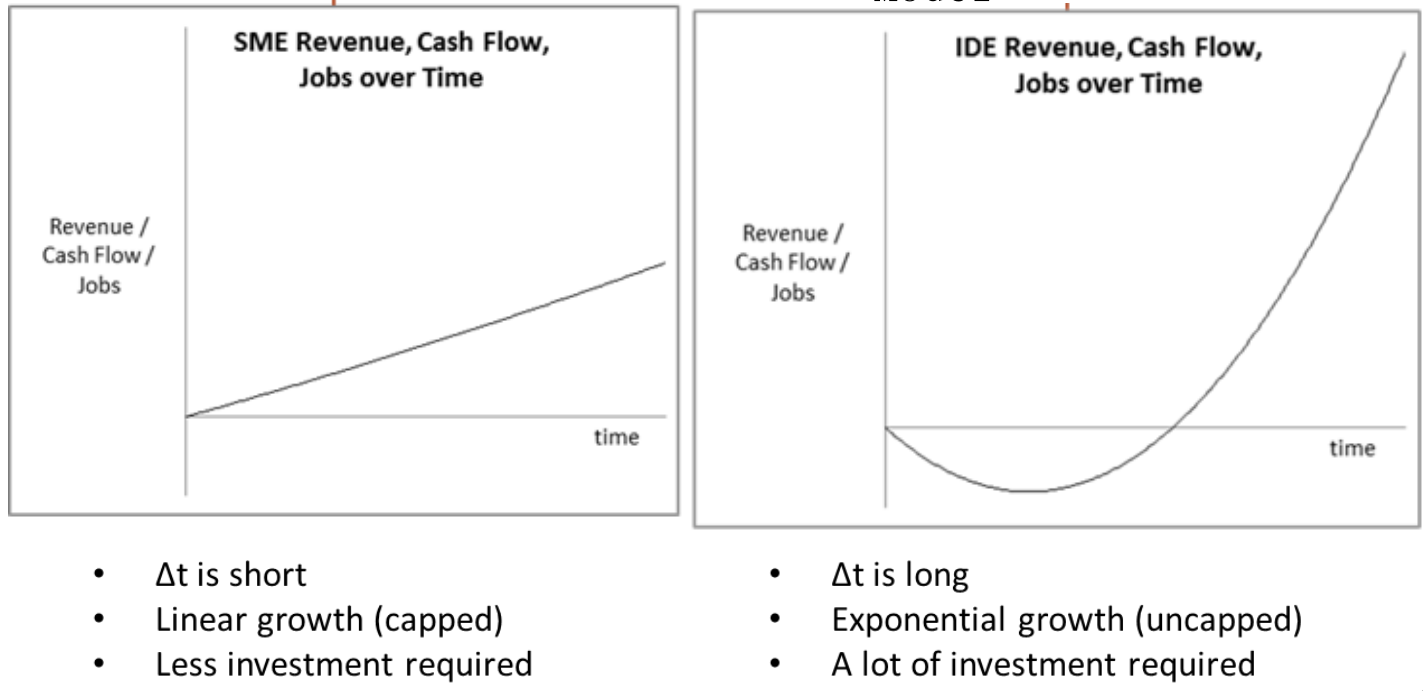 SME Revenue, Cash Flow,
Jobs over Time
Revenue /
Cash Flow /
Jobs
time
• Δt is short
• Linear growth (capped)
• Less investment required
IDE Revenue, Cash Flow,
Jobs over Time
Revenue /
Cash Flow /
Jobs
time
• Δt is long
• Exponential growth (uncapped)
• A lot of investment required